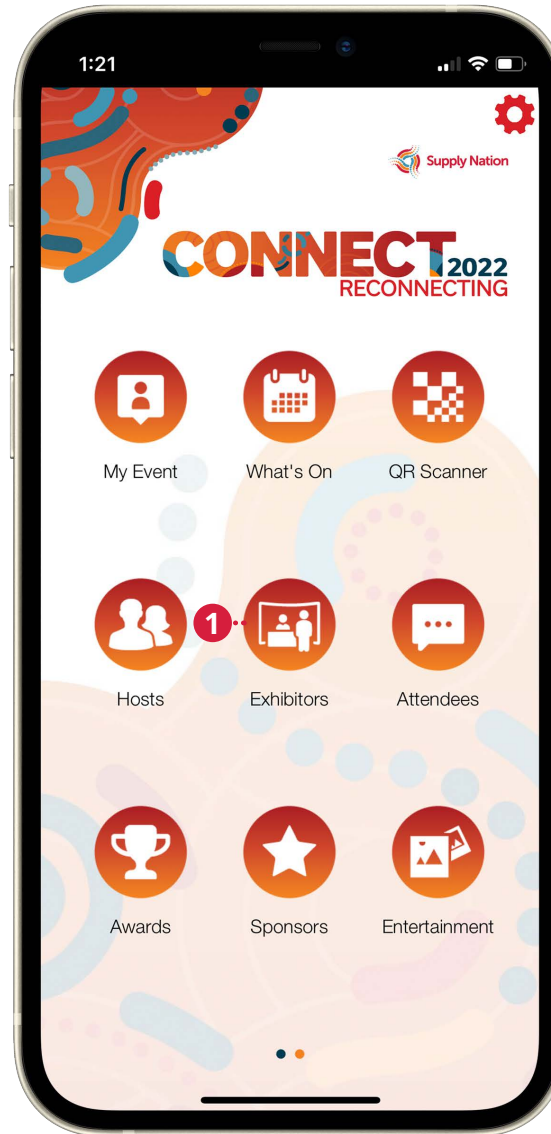 1:21
Supply Nation
CONNECT 2022
RECONNECTING
My Event What's On QR Scanner
1
Hosts Exhibitors Attendees
Awards Sponsors Entertainment